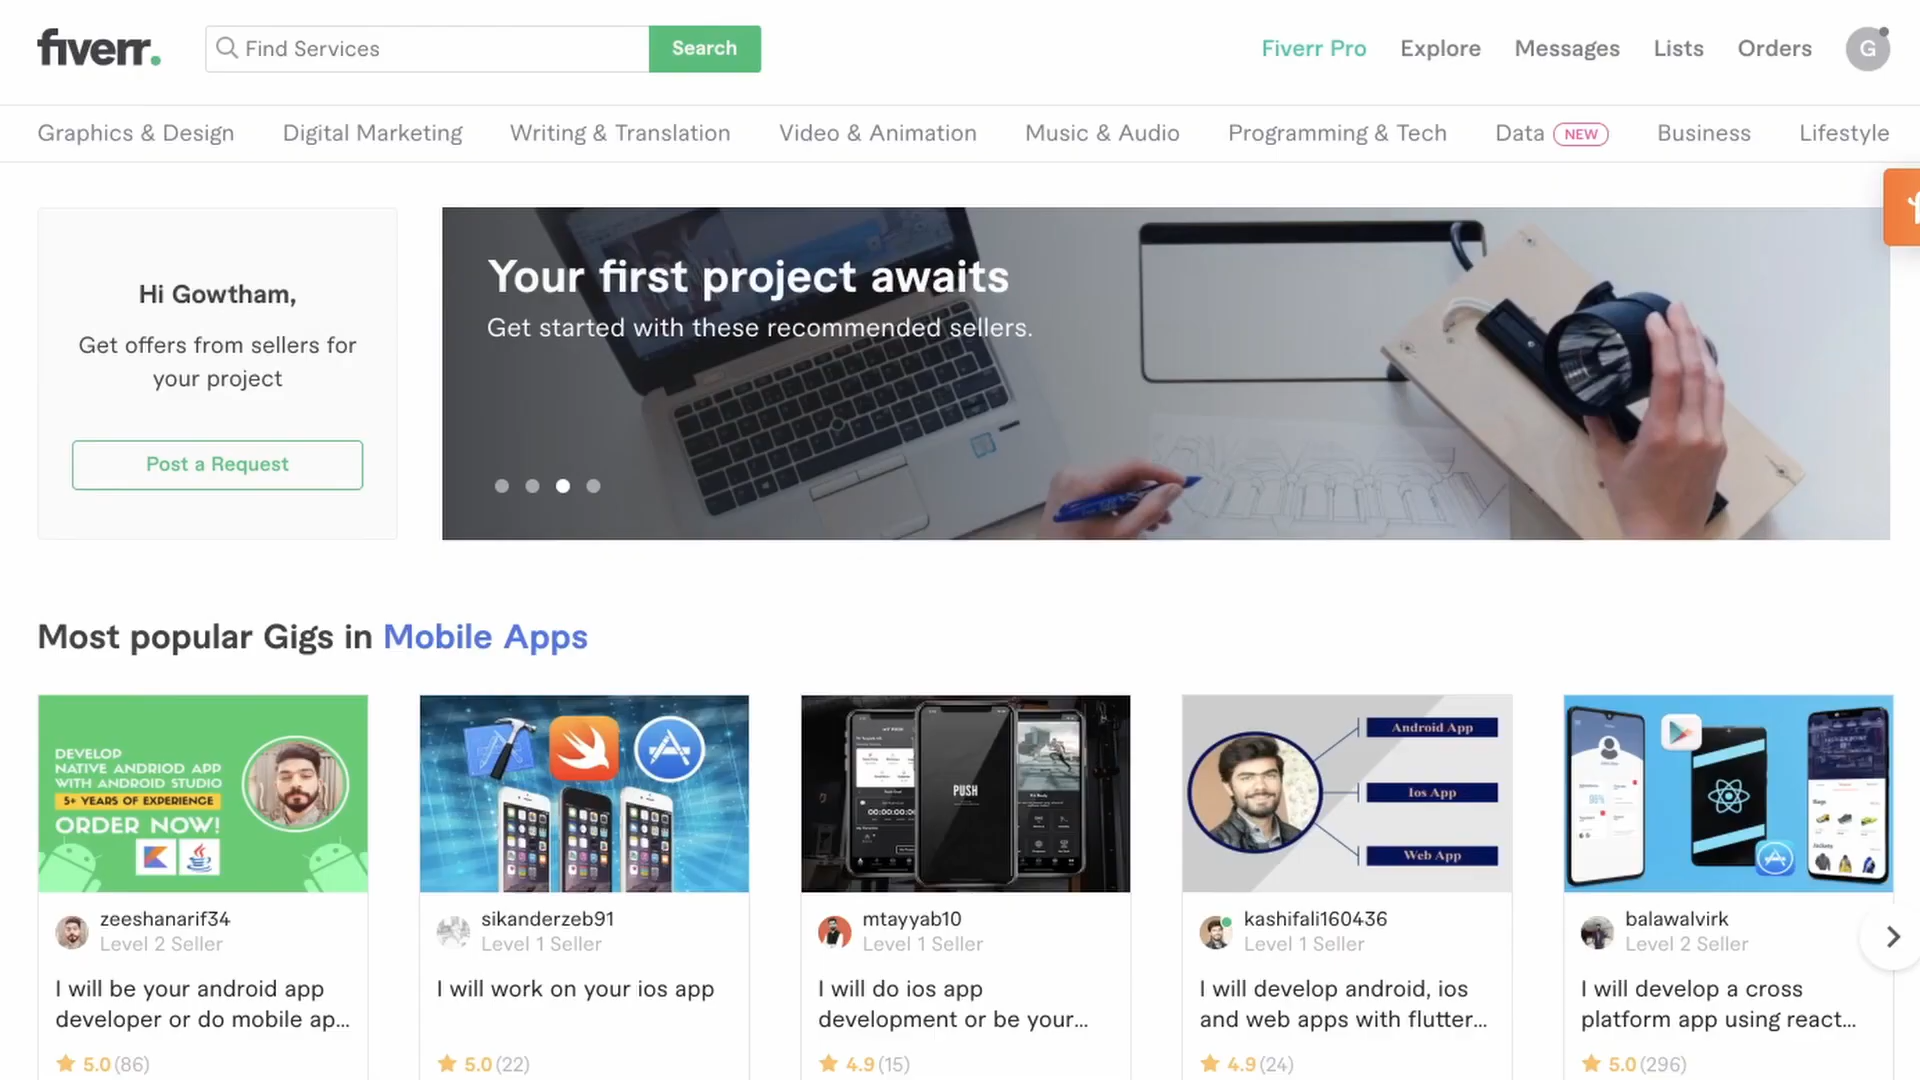 fiverr.
Find Services
Search
Fiverr Pro
Explore
Messages
Lists
Orders
G
Graphics & Design
Digital Marketing
Writing & Translation
Video & Animation
Music & Audio
Programming & Tech
Data NEW
Business
Lifestyle
Hi Gowtham,
Get offers from sellers for
your project
Post a Request
Your first project awaits
Get started with these recommended sellers.
Most popular Gigs in Mobile Apps
DEVELOP
NATIVE ANDRIOD APP
WITH ANDROID STUDIO
5+ YEARS OF EXPERIENCE
ORDER NOW!
zeeshanarif34
Level 2 Seller
I will be your android app
developer or do mobile ap...
5.0 (86)
sikanderzeb91
Level 1 Seller
I will work on your ios app
5.0 (22)
PUSH
00:00:00:00
mtayyab10
Level 1 Seller
I will do ios app
development or be your...
4.9 (15)
Android App
Ios App
Web App
kashifali160436
Level 1 Seller
I will develop android, ios
and web apps with flutter...
4.9 (24)
balawalvirk
Level 2 Seller
I will develop a cross
platform app using react...
5.0 (296)